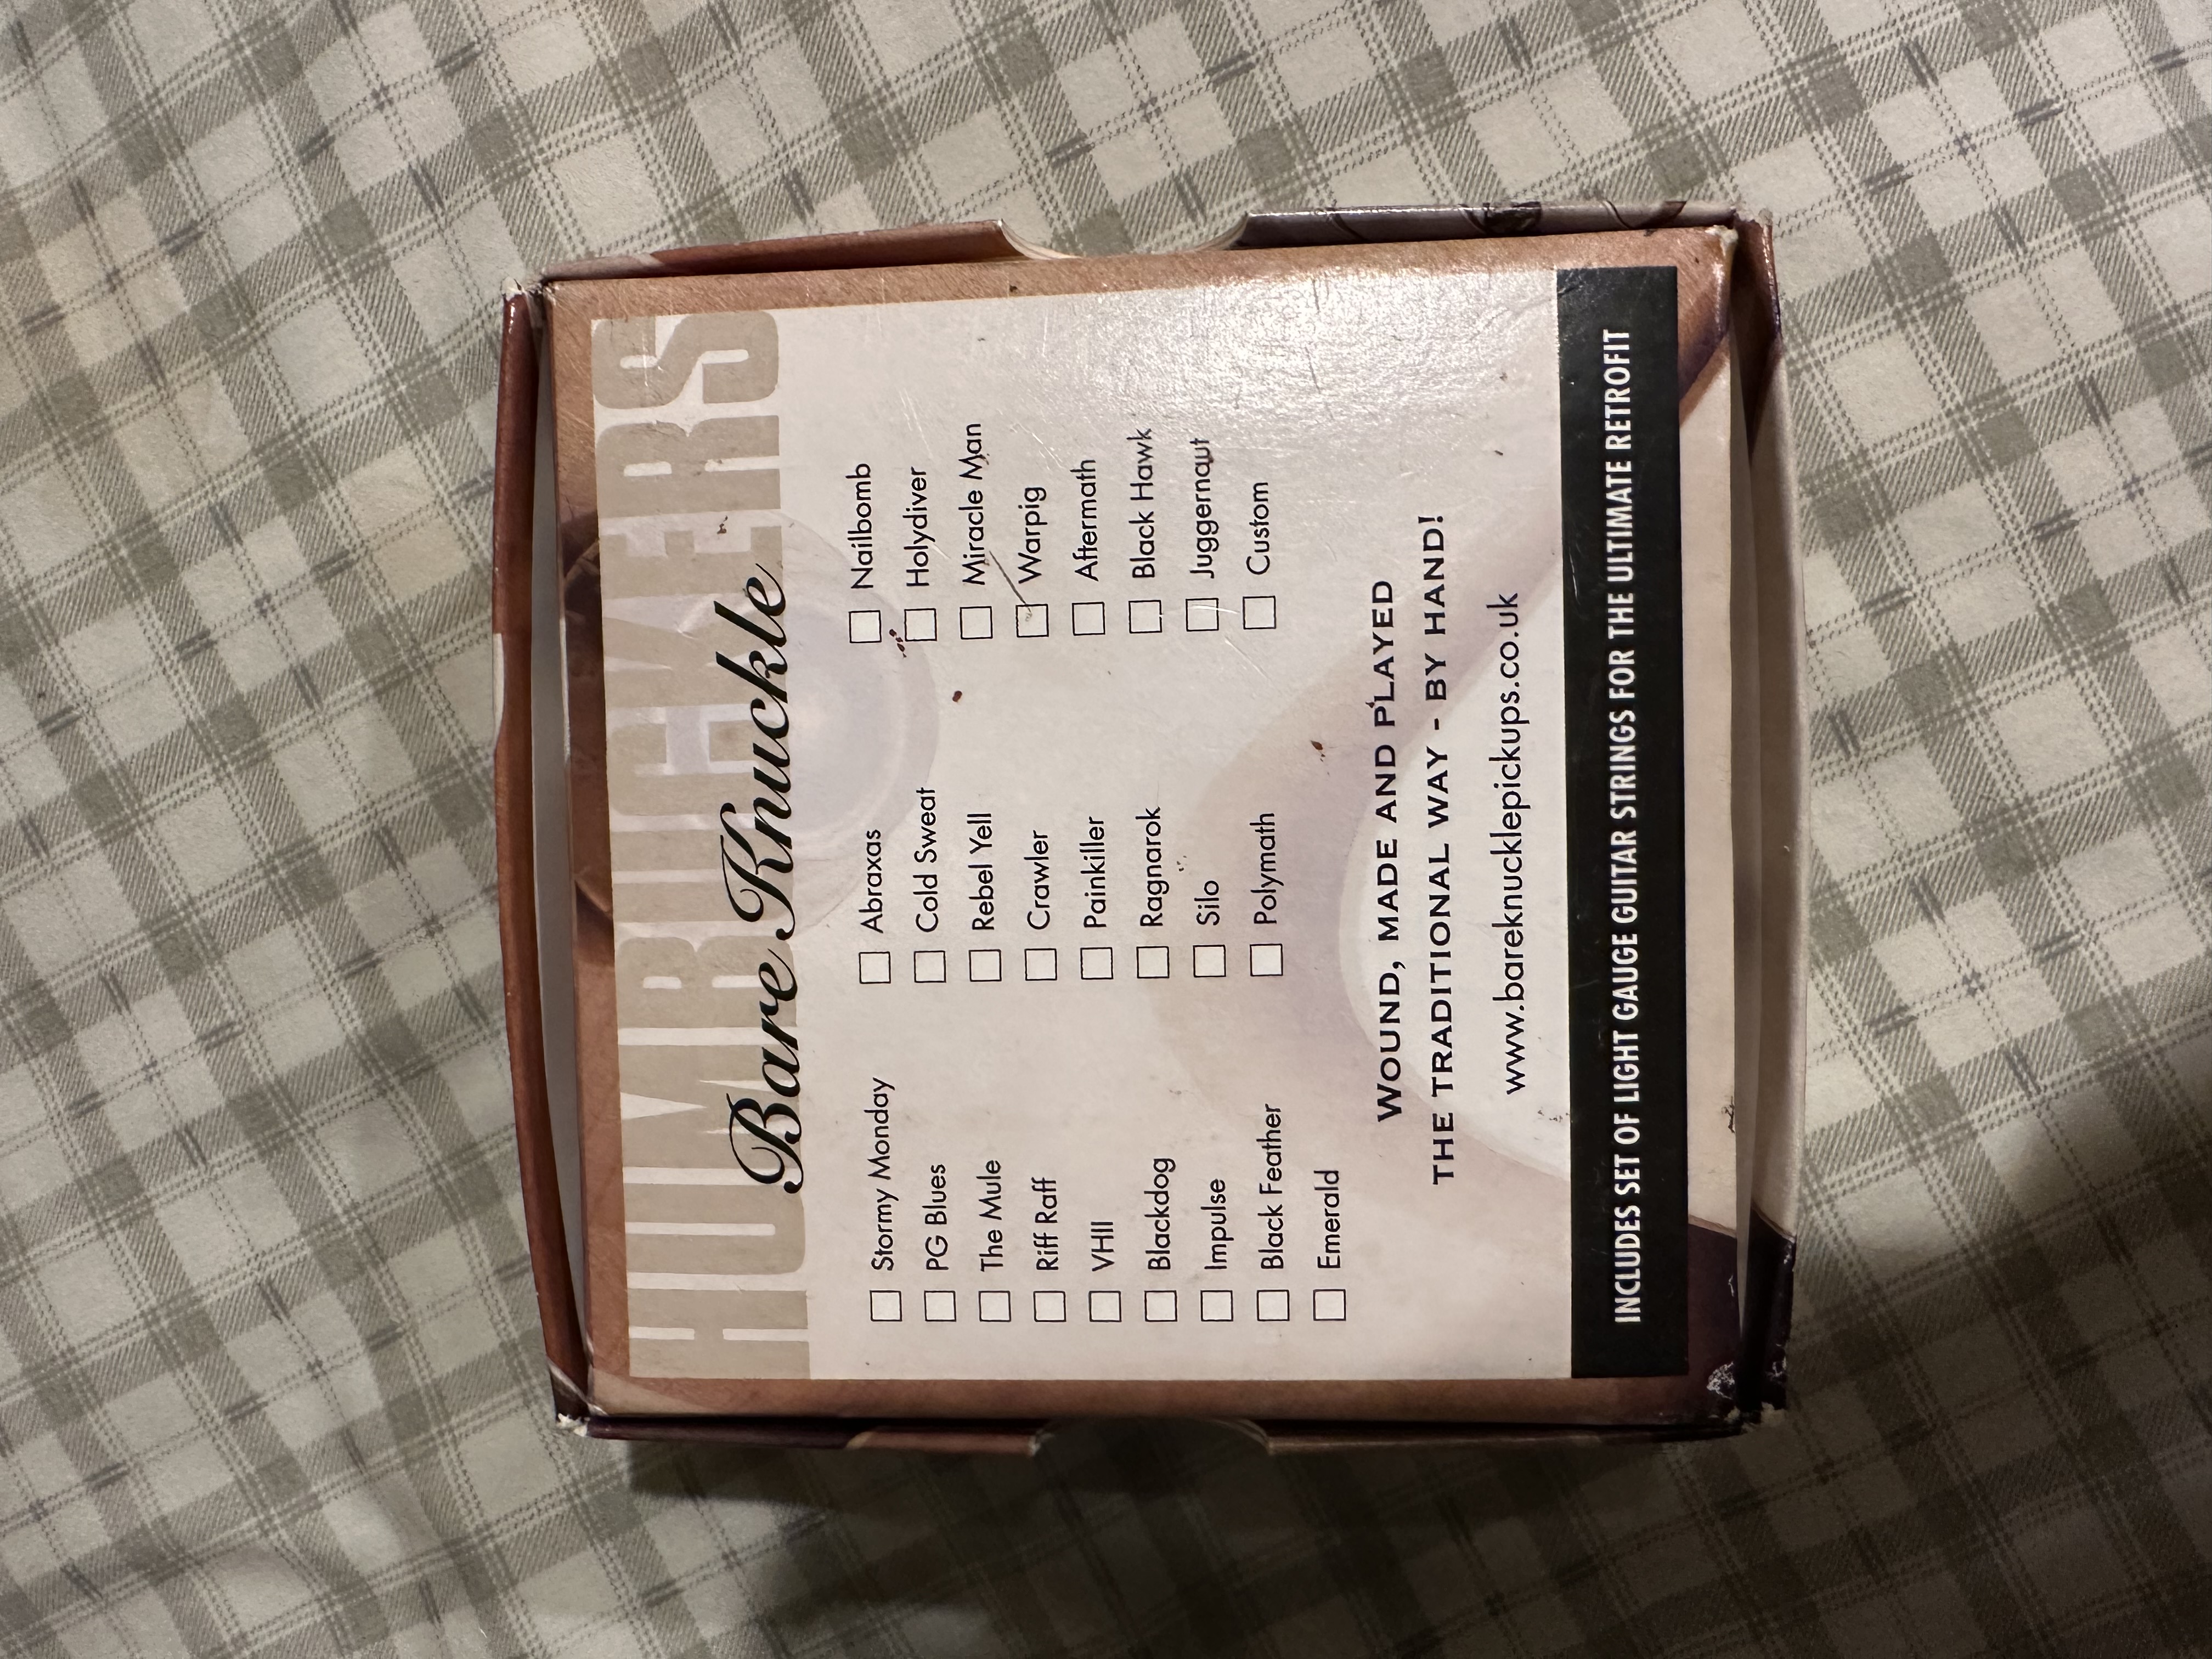 HUMBUCKERS
Bare Knuckle
Stormy Monday
PG Blues
The Mule
Riff Raff
VHII
Blackdog
Impulse
Black Feather
Emerald
Abraxas
Cold Sweat
Rebel Yell
Crawler
Painkiller
Ragnarok
Silo
Polymath
Nailbomb
Holydiver
Miracle Man
Warpig
Aftermath
Black Hawk
Juggernaut
Custom
WOUND, MADE AND PLAYED
THE TRADITIONAL WAY - BY HAND!
www.bareknucklepickups.co.uk
INCLUDES SET OF LIGHT GAUGE GUITAR STRINGS FOR THE ULTIMATE RETROFIT